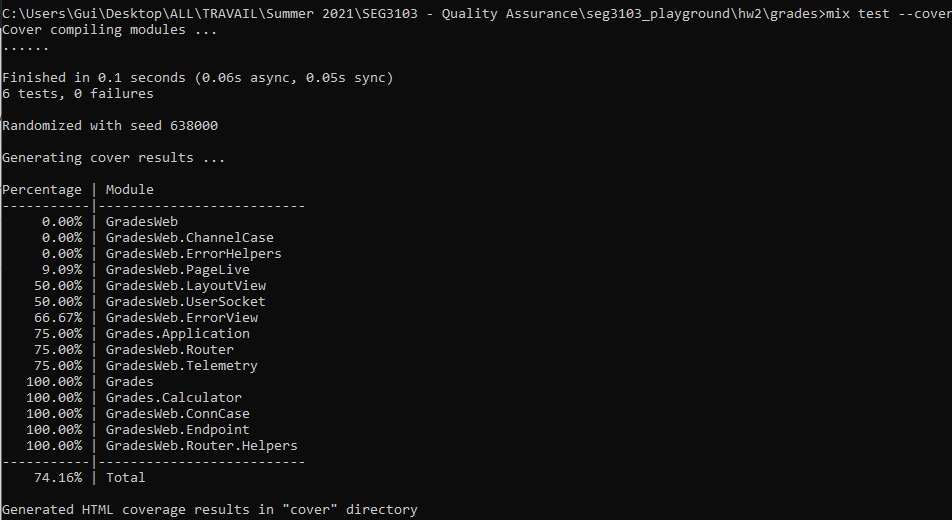 C:\Users\Gui\Desktop\ALL\TRAVAIL\Summer 2021\SEG3103 - Quality Assurance\seg3103_playground\hw2\grades>mix test --cover
Cover compiling modules ...
......
Finished in 0.1 seconds (0.06s async, 0.05s sync)
6 tests, 0 failures
Randomized with seed 638000
Generating cover results ...
Percentage | Module
-----------|--------------------------
     0.00% | GradesWeb
     0.00% | GradesWeb.ChannelCase
     0.00% | GradesWeb.ErrorHelpers
     9.09% | GradesWeb.PageLive
    50.00% | GradesWeb.LayoutView
    50.00% | GradesWeb.UserSocket
    66.67% | GradesWeb.ErrorView
    75.00% | Grades.Application
    75.00% | GradesWeb.Router
    75.00% | GradesWeb.Telemetry
   100.00% | Grades
   100.00% | Grades.Calculator
   100.00% | GradesWeb.ConnCase
   100.00% | GradesWeb.Endpoint
   100.00% | GradesWeb.Router.Helpers
-----------|--------------------------
    74.16% | Total
Generated HTML coverage results in "cover" directory